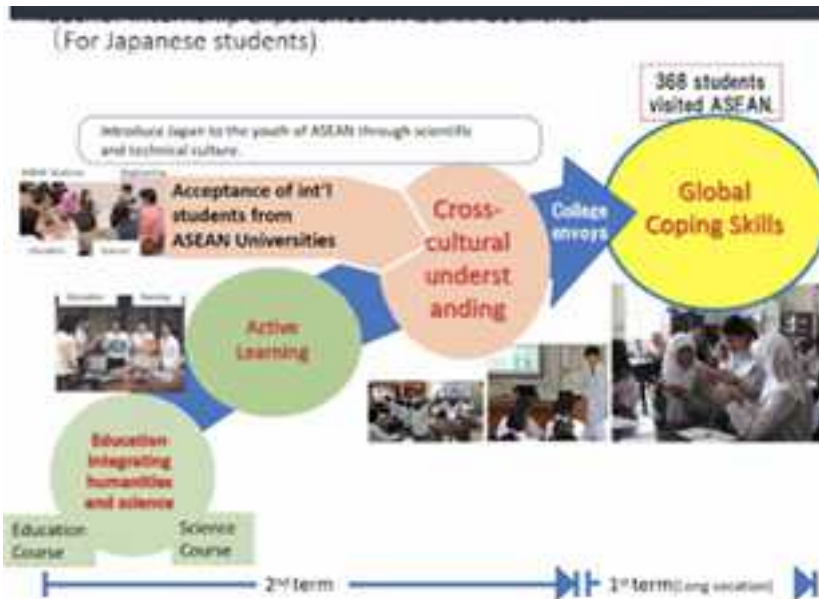 (For Japanese students)
368 students
visited ASEAN.
Introduce Japan to the youth of ASEAN through scientific
and technical culture.
Acceptance of int'l
students from
ASEAN Universities
Cross-
cultural
underst
anding
College
envoys
Global
Coping Skills
Active
Learning
Education
Integrating
humanities
and science
Education
Course
Science
Course
2nd term
1st term(Long vacation)